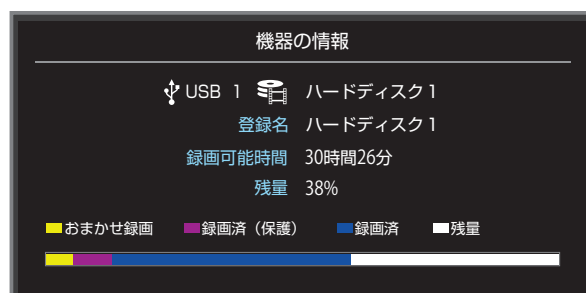 機器の情報
USB 1 ハードディスク1
登録名 ハードディスク1
録画可能時間 30時間26分
残量 38%
おまかせ録画 録画済（保護） 録画済 残量